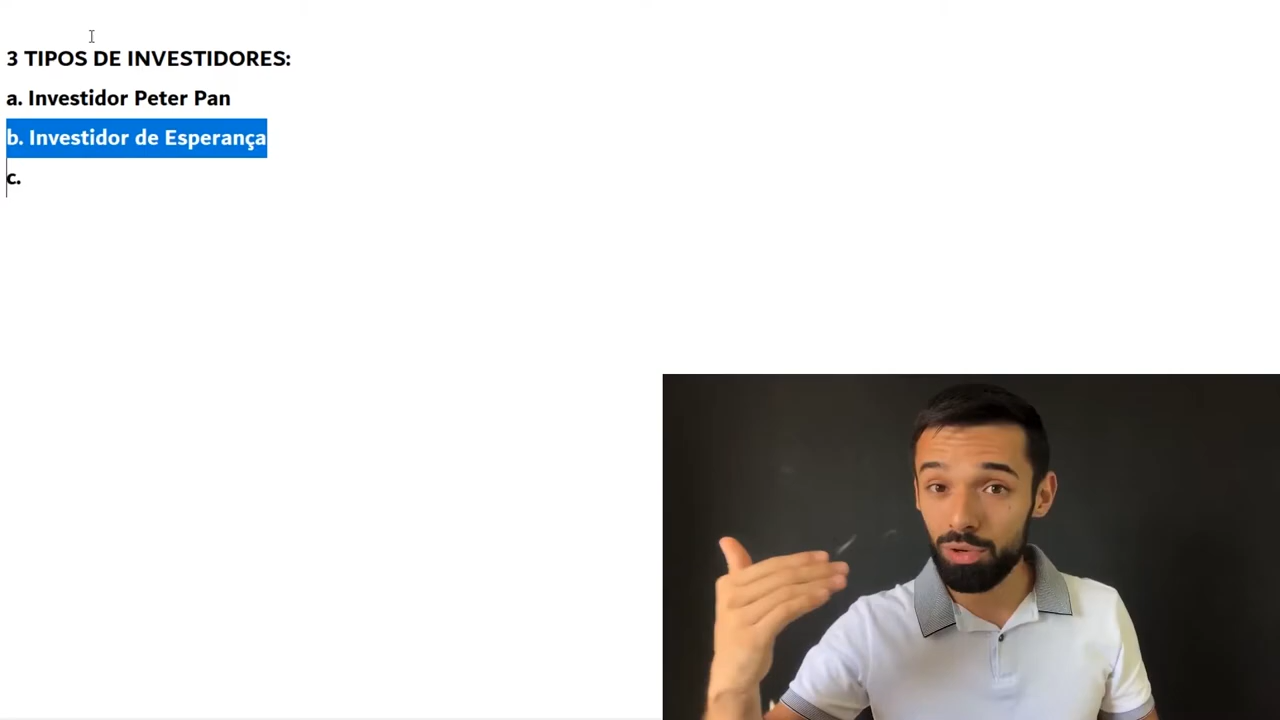 3 TIPOS DE INVESTIDORES:
a. Investidor Peter Pan
b. Investidor de Esperança
c.